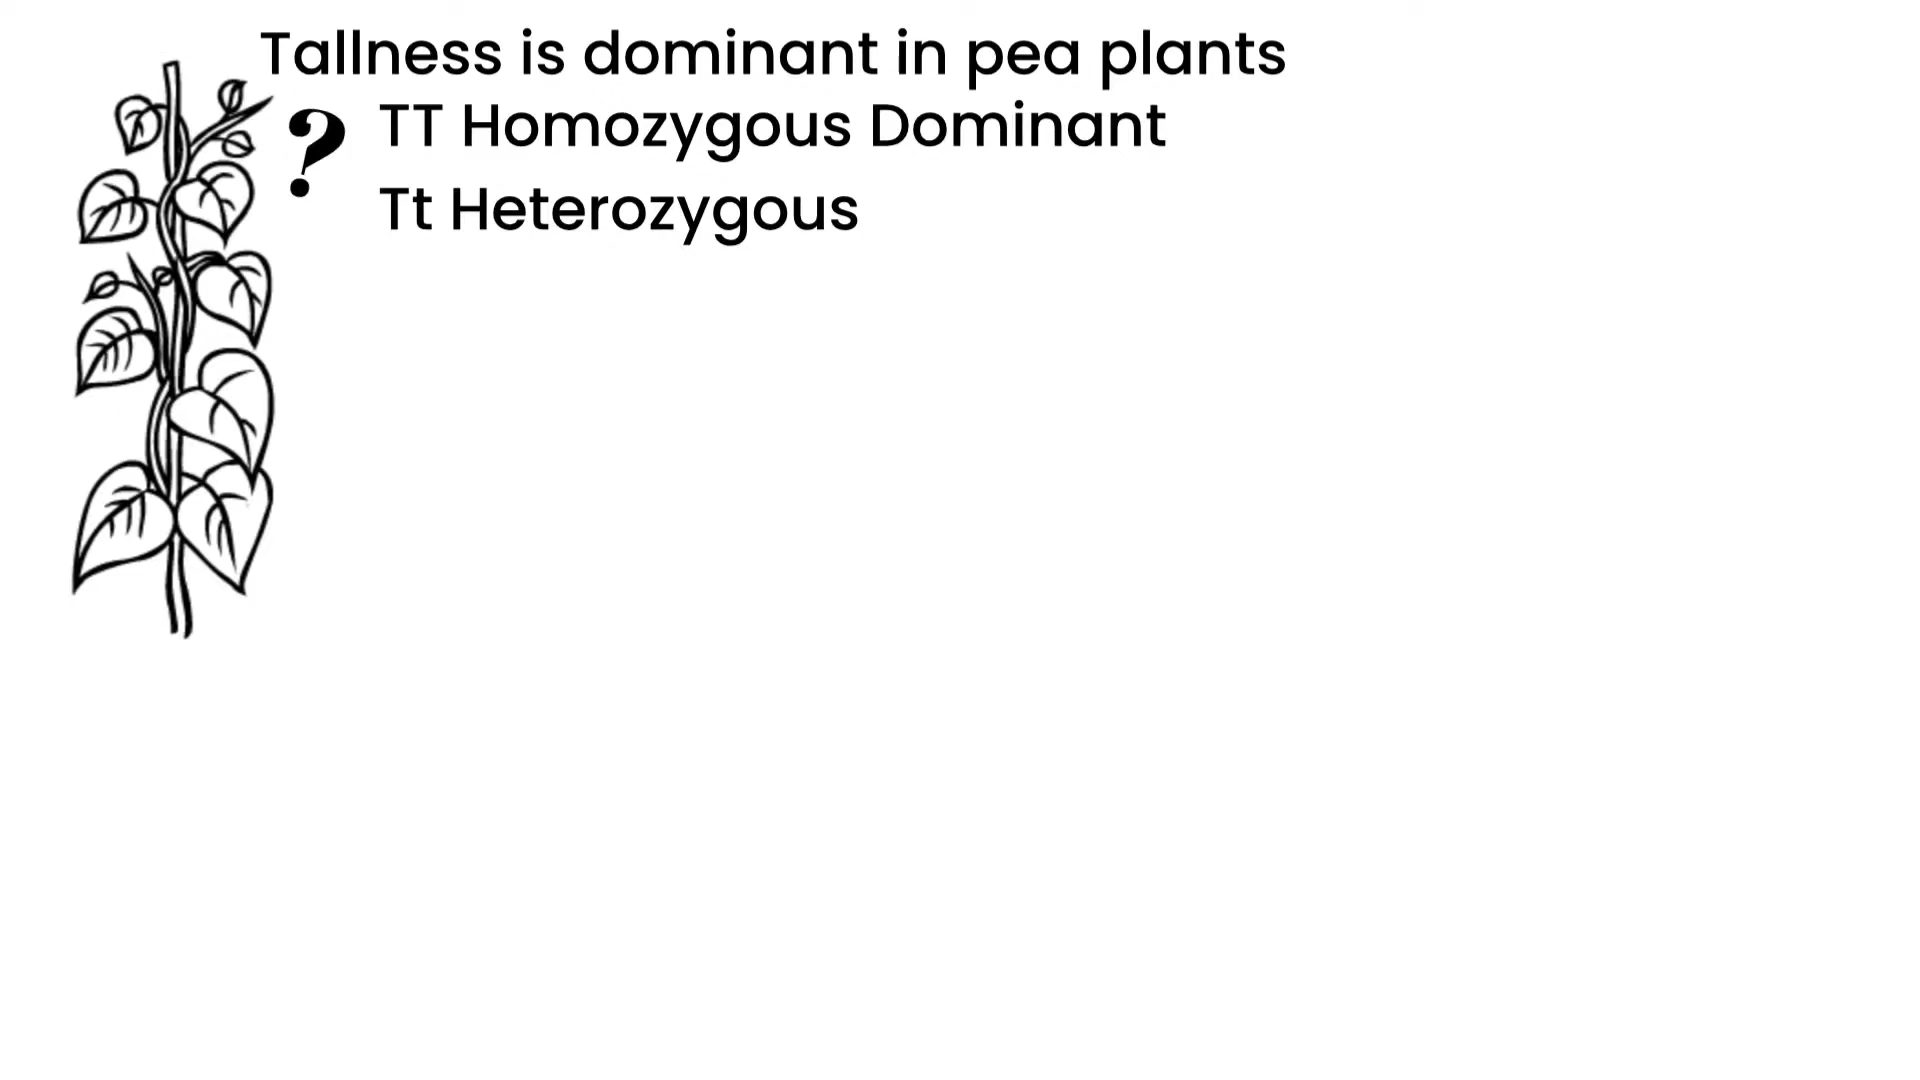 Tallness is dominant in pea plants
? TT Homozygous Dominant
Tt Heterozygous